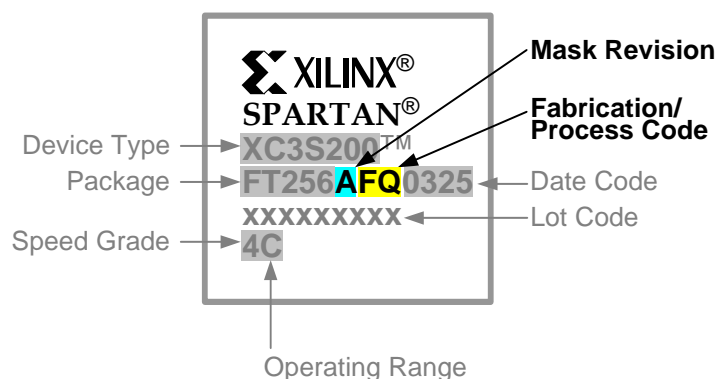 XILINX®
SPARTAN®
XC3S200™
FT256AFQ0325
xxxxxxxxx
4C
Mask Revision
Fabrication/
Process Code
Device Type
Package
Date Code
Lot Code
Speed Grade
Operating Range